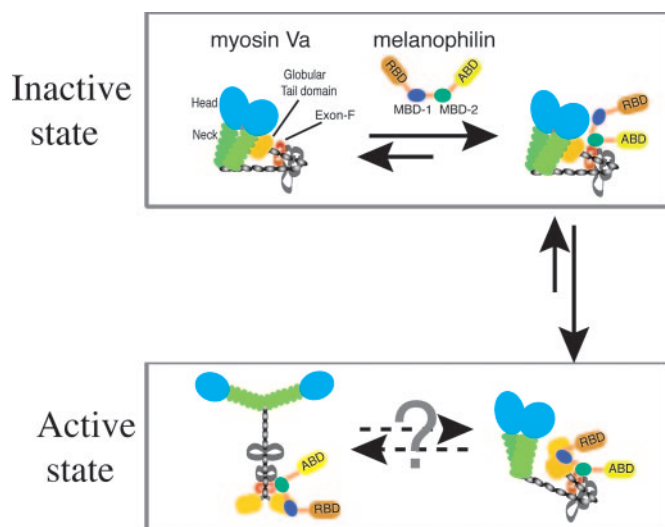 Inactive
state
myosin Va
melanophilin
Globular
Tail domain
Exon-F
Head
Neck
RBD
ABD
MBD-1
MBD-2
RBD
ABD
Active
state
ABD
RBD
?
RBD
ABD